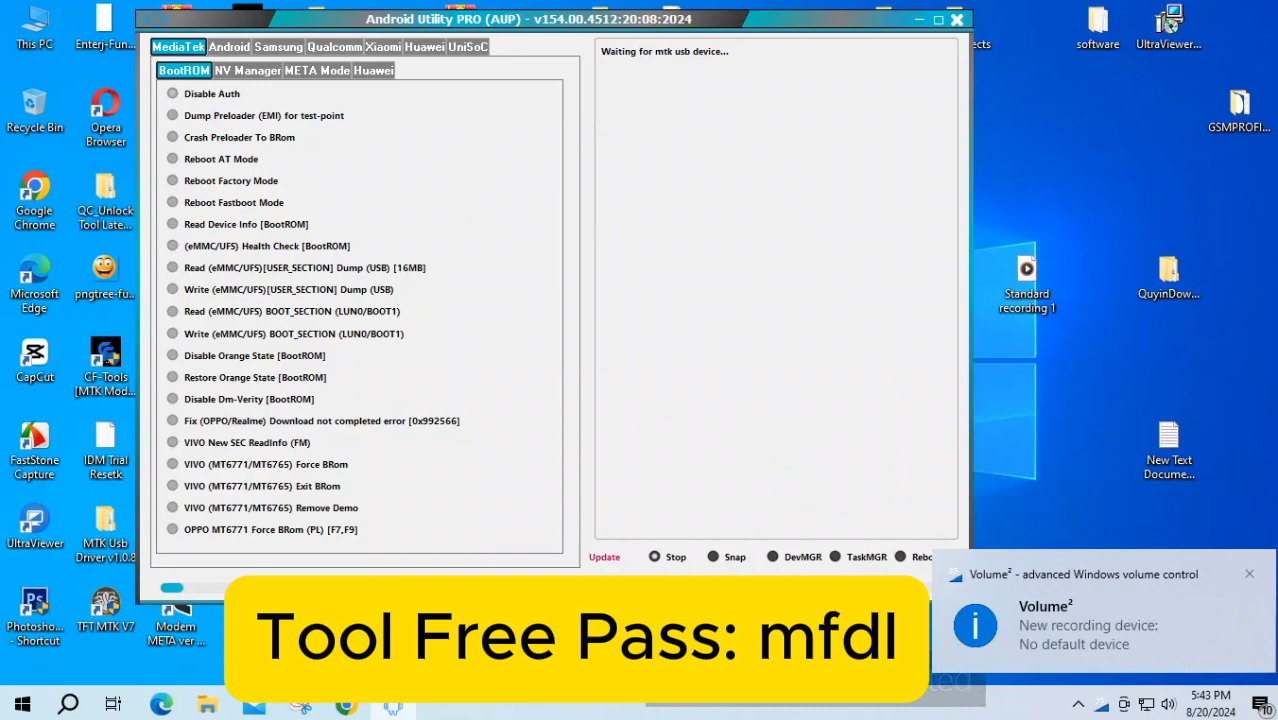 This PC
Enterg-Fun...
Recycle Bin
Opera
Browser
Google
Chrome
QC_Unlock
Tool Late...
Microsoft
Edge
pngtree-fu...
CapCut
CF-Tools
[MTK Mod...
FastStone
Capture
IDM Trial
Resetk
UltraViewer
MTK Usb
Driver v1.0.8
Photosho...
- Shortcut
TFT MTK V7
Modem
META ver ...
Android Utility PRO (AUP) - v154.00.4512:20:08:2024
MediaTek Android Samsung Qualcomm Xiaomi Huawei UniSoC
BootROM NV Manager META Mode Huawei
Disable Auth
Dump Preloader (EMI) for test-point
Crash Preloader To BRom
Reboot AT Mode
Reboot Factory Mode
Reboot Fastboot Mode
Read Device Info [BootROM]
(eMMC/UFS) Health Check [BootROM]
Read (eMMC/UFS)[USER_SECTION] Dump (USB) [16MB]
Write (eMMC/UFS)[USER_SECTION] Dump (USB)
Read (eMMC/UFS) BOOT_SECTION (LUN0/BOOT1)
Write (eMMC/UFS) BOOT_SECTION (LUN0/BOOT1)
Disable Orange State [BootROM]
Restore Orange State [BootROM]
Disable Dm-Verity [BootROM]
Fix (OPPO/Realme) Download not completed error [0x992566]
VIVO New SEC ReadInfo (FM)
VIVO (MT6771/MT6765) Force BRom
VIVO (MT6771/MT6765) Exit BRom
VIVO (MT6771/MT6765) Remove Demo
OPPO MT6771 Force BRom (PL) [F7,F9]
Waiting for mtk usb device...
Update Stop Snap DevMGR TaskMGR Rebo
ects
software
UltraViewer...
GSMPROFI...
Standard
recording 1
QuyinDow...
New Text
Docume...
Volume² - advanced Windows volume control
Volume²
New recording device:
No default device
Tool Free Pass: mfdl
5:43 PM
8/20/2024
10